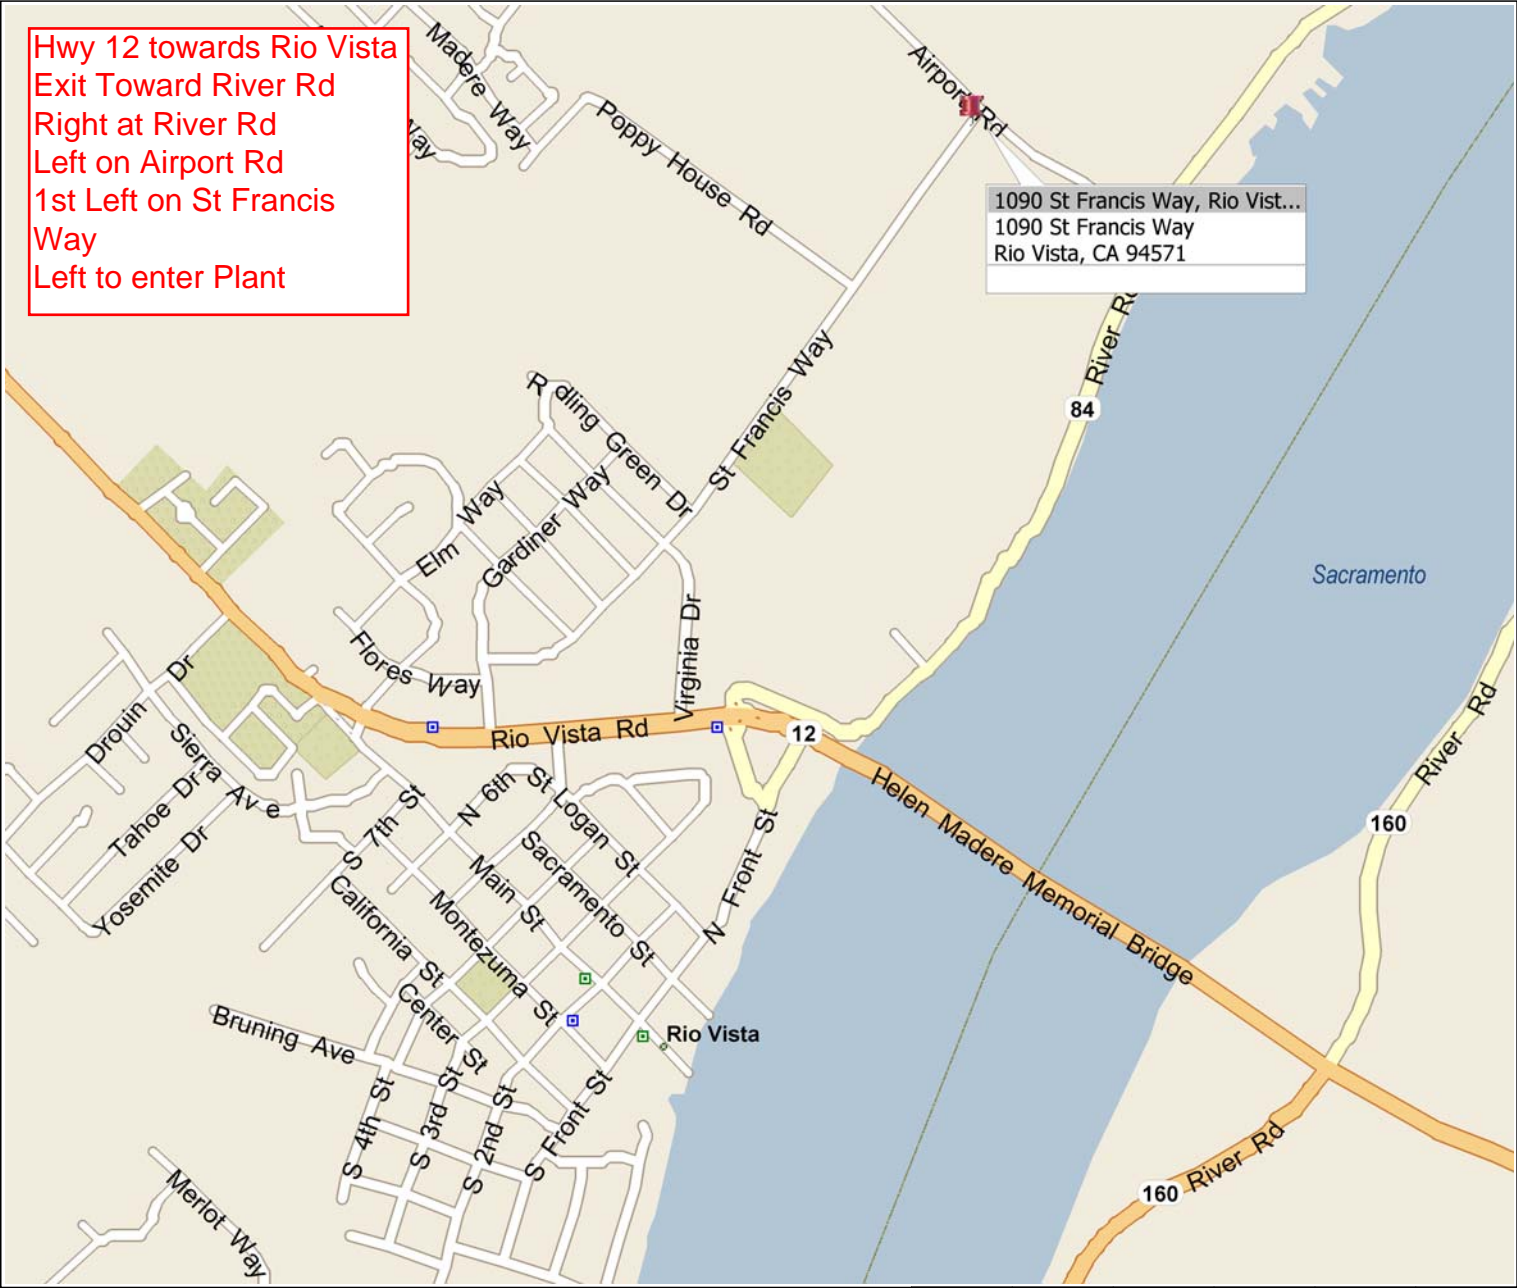 Hwy 12 towards Rio Vista
Exit Toward River Rd
Right at River Rd
Left on Airport Rd
1st Left on St Francis
Way
Left to enter Plant
Madere Way
Way
Poppy House Rd
Airport Rd
1090 St Francis Way, Rio Vist...
1090 St Francis Way
Rio Vista, CA 94571
River Rd
84
St Francis Way
R dling Green Dr
Elm Way
Gardiner Way
Flores Way
Virginia Dr
Sacramento
Drouin Dr
Sierra Ave
Tahoe Dr
Yosemite Dr
Rio Vista Rd
12
Helen Madere Memorial Bridge
River Rd
160
S 7th St
N 6th St
Logan St
Sacramento St
Main St
Montezuma St
California St
Center St
N Front St
Rio Vista
Bruning Ave
S 4th St
S 3rd St
S 2nd St
S Front St
Merlot Way
160
River Rd